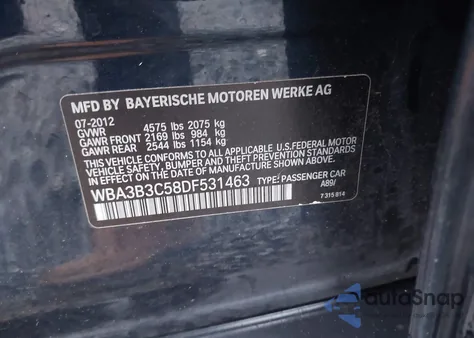 MFD BY BAYERISCHE MOTOREN WERKE AG
07-2012
GVWR 4575 lbs 2075 kg
GAWR FRONT 2169 lbs 984 kg
GAWR REAR 2544 lbs 1154 kg
THIS VEHICLE CONFORMS TO ALL APPLICABLE U.S.FEDERAL MOTOR
VEHICLE SAFETY, BUMPER, AND THEFT PREVENTION STANDARDS IN
EFFECT ON THE DATE OF MANUFACTURE SHOWN ABOVE.
WBA3B3C58DF531463 TYPE: PASSENGER CAR
A89/
7 315 814
AutoSnap